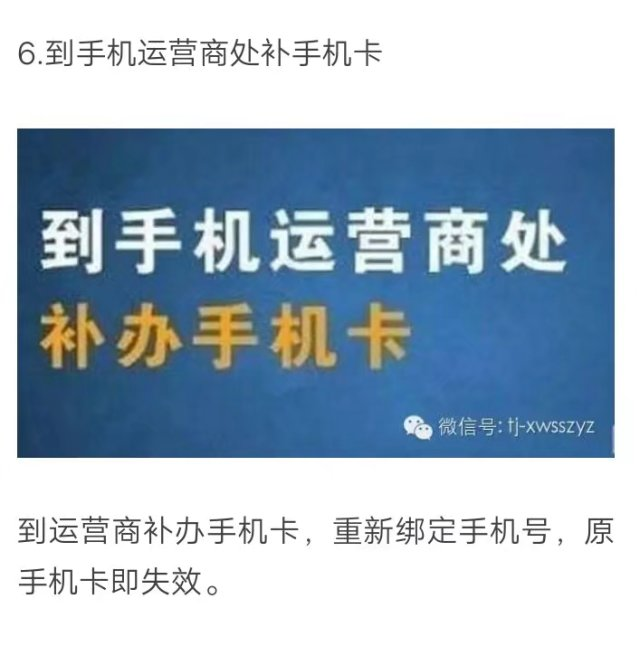 6.到手机运营商处补手机卡
到手机运营商处
补办手机卡
微信号: tj-xwsszyz
到运营商补办手机卡，重新绑定手机号，原
手机卡即失效。